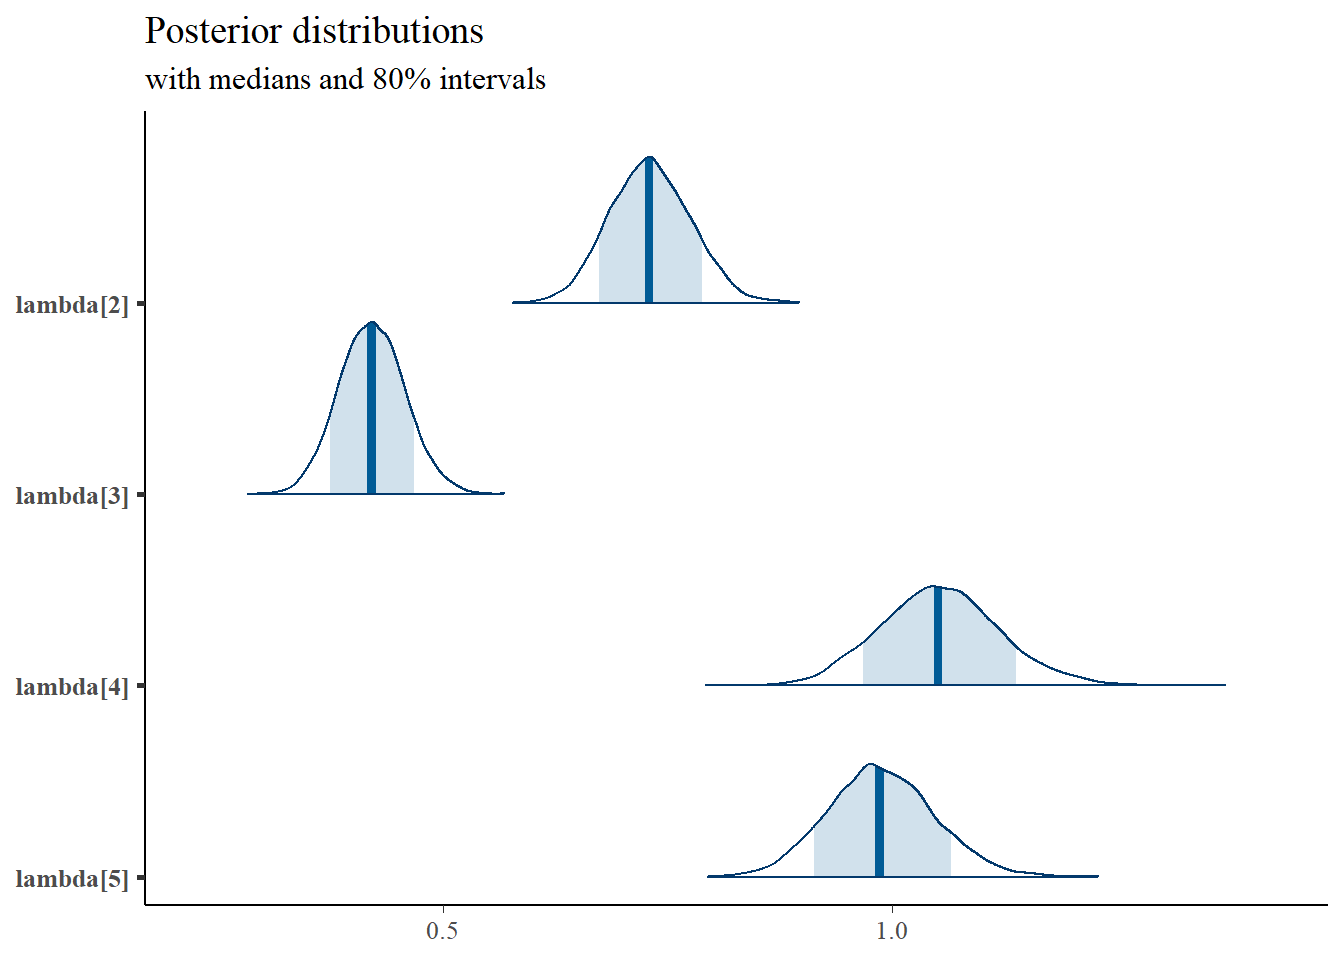 Posterior distributions
with medians and 80% intervals
lambda[2]
lambda[3]
lambda[4]
lambda[5]
0.5 1.0